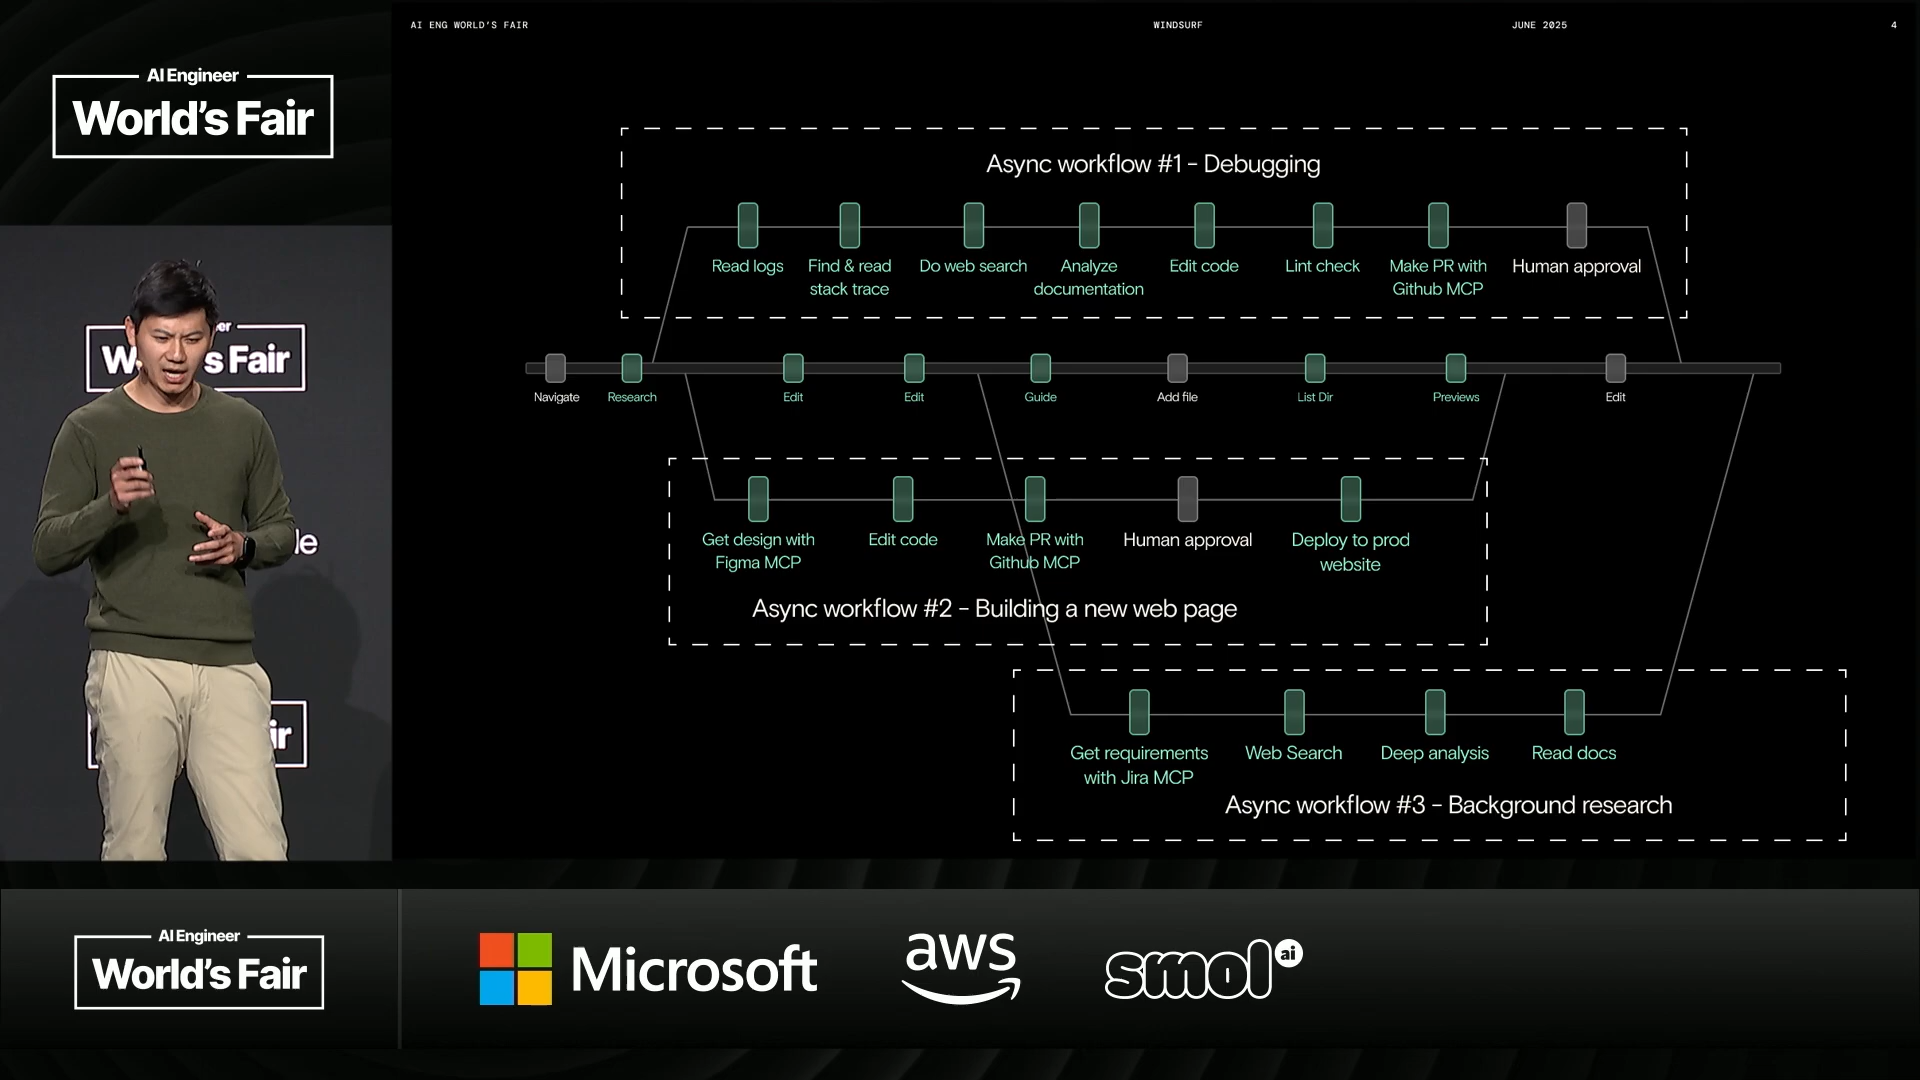 AI ENG WORLD'S FAIR
WINDSURF
JUNE 2025
4
AI Engineer
World's Fair
Async workflow #1 - Debugging
Read logs
Find & read
stack trace
Do web search
Analyze
documentation
Edit code
Lint check
Make PR with
Github MCP
Human approval
Navigate
Research
Edit
Edit
Guide
Add file
List Dir
Previews
Edit
Get design with
Figma MCP
Edit code
Make PR with
Github MCP
Human approval
Deploy to prod
website
Async workflow #2 - Building a new web page
Get requirements
with Jira MCP
Web Search
Deep analysis
Read docs
Async workflow #3 - Background research
AI Engineer
World's Fair
Microsoft
aws
smol ai